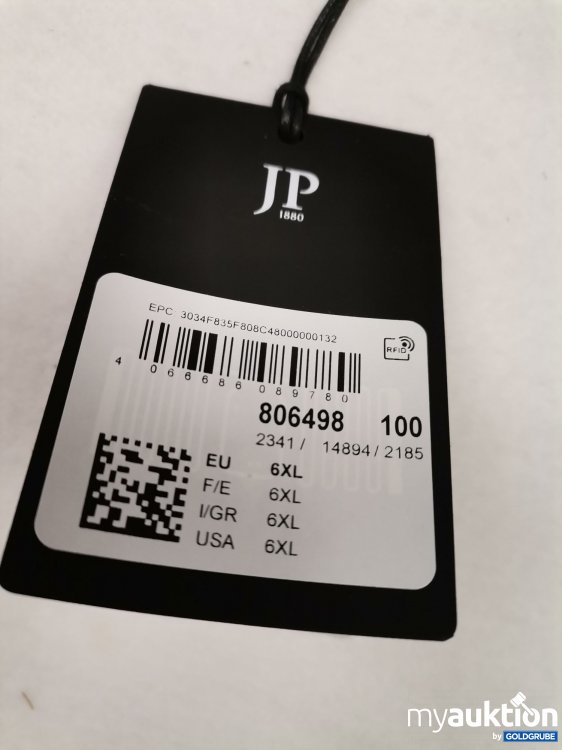 JP
1880
EPC 3034F835F808C48000000132
RFID
4 066686 089780
806498 100
2341 / 14894 / 2185
EU 6XL
F/E 6XL
I/GR 6XL
USA 6XL
myauktion
by GOLDGRUBE